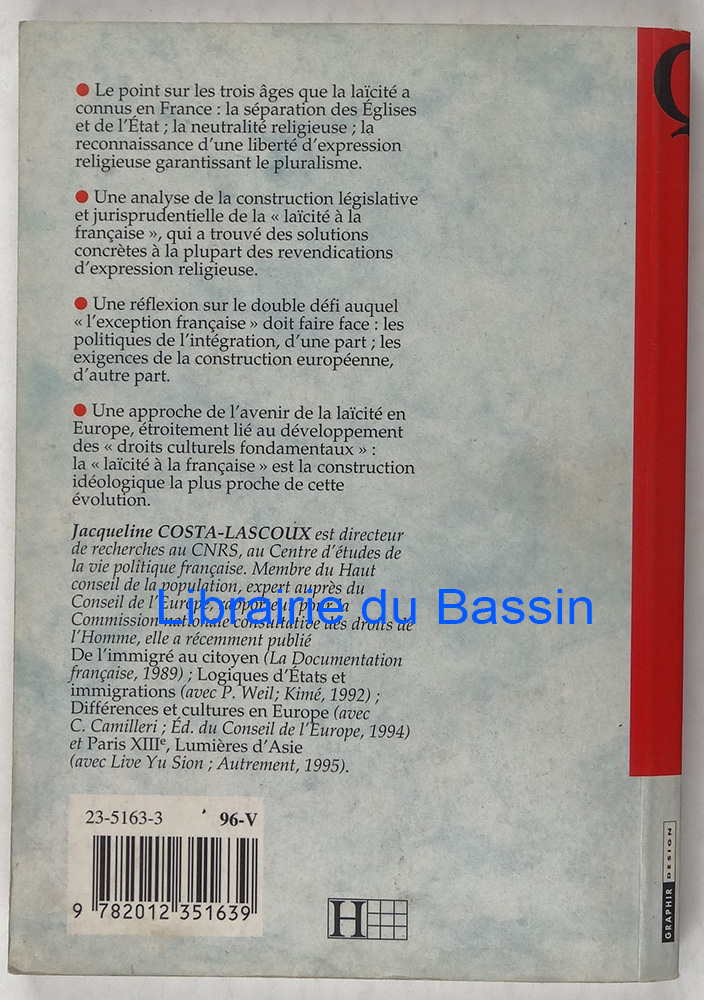 ● Le point sur les trois âges que la laïcité a
connus en France : la séparation des Églises
et de l'État ; la neutralité religieuse ; la
reconnaissance d'une liberté d'expression
religieuse garantissant le pluralisme.
● Une analyse de la construction législative
et jurisprudentielle de la « laïcité à la
française », qui a trouvé des solutions
concrètes à la plupart des revendications
d'expression religieuse.
● Une réflexion sur le double défi auquel
« l'exception française » doit faire face : les
politiques de l'intégration, d'une part ; les
exigences de la construction européenne,
d'autre part.
● Une approche de l'avenir de la laïcité en
Europe, étroitement lié au développement
des « droits culturels fondamentaux » :
la « laïcité à la française » est la construction
idéologique la plus proche de cette
évolution.
Jacqueline COSTA-LASCOUX est directeur
de recherches au CNRS, au Centre d'études de
la vie politique française. Membre du Haut
conseil de la population, expert auprès du
Conseil de l'Europe, rapporteur pour la
Commission nationale consultative des droits de
l'Homme, elle a récemment publié
De l'immigré au citoyen (La Documentation
française, 1989) ; Logiques d'États et
immigrations (avec P. Weil; Kimé, 1992) ;
Différences et cultures en Europe (avec
C. Camilleri ; Éd. du Conseil de l'Europe, 1994)
et Paris XIIIe, Lumières d'Asie
(avec Live Yu Sion ; Autrement, 1995).
Librairie du Bassin
23-5163-3 96-V
9 782012 351639
H
GRAPHIR DESIGN